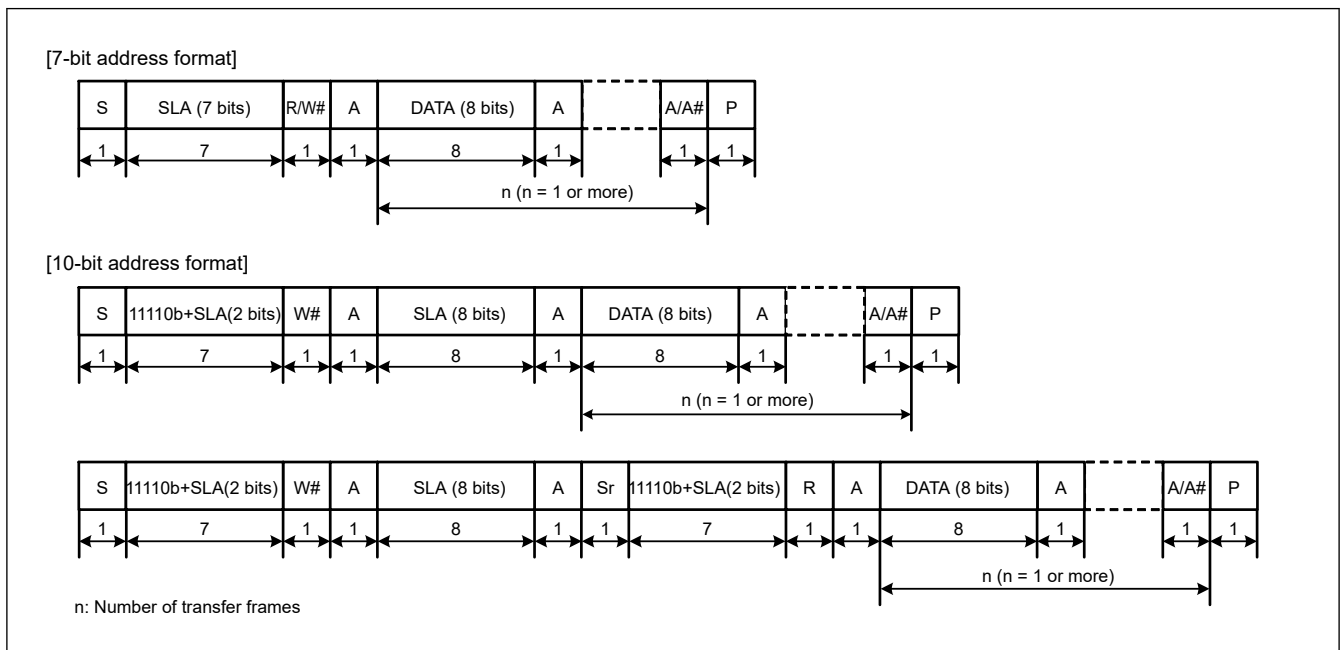 [7-bit address format]
S SLA (7 bits) R/W# A DATA (8 bits) A A/A# P
1 7 1 1 8 1 1 1
n (n = 1 or more)
[10-bit address format]
S 11110b+SLA(2 bits) W# A SLA (8 bits) A DATA (8 bits) A A/A# P
1 7 1 1 8 1 8 1 1 1
n (n = 1 or more)
S 11110b+SLA(2 bits) W# A SLA (8 bits) A Sr 11110b+SLA(2 bits) R A DATA (8 bits) A A/A# P
1 7 1 1 8 1 1 7 1 1 8 1 1 1
n (n = 1 or more)
n: Number of transfer frames